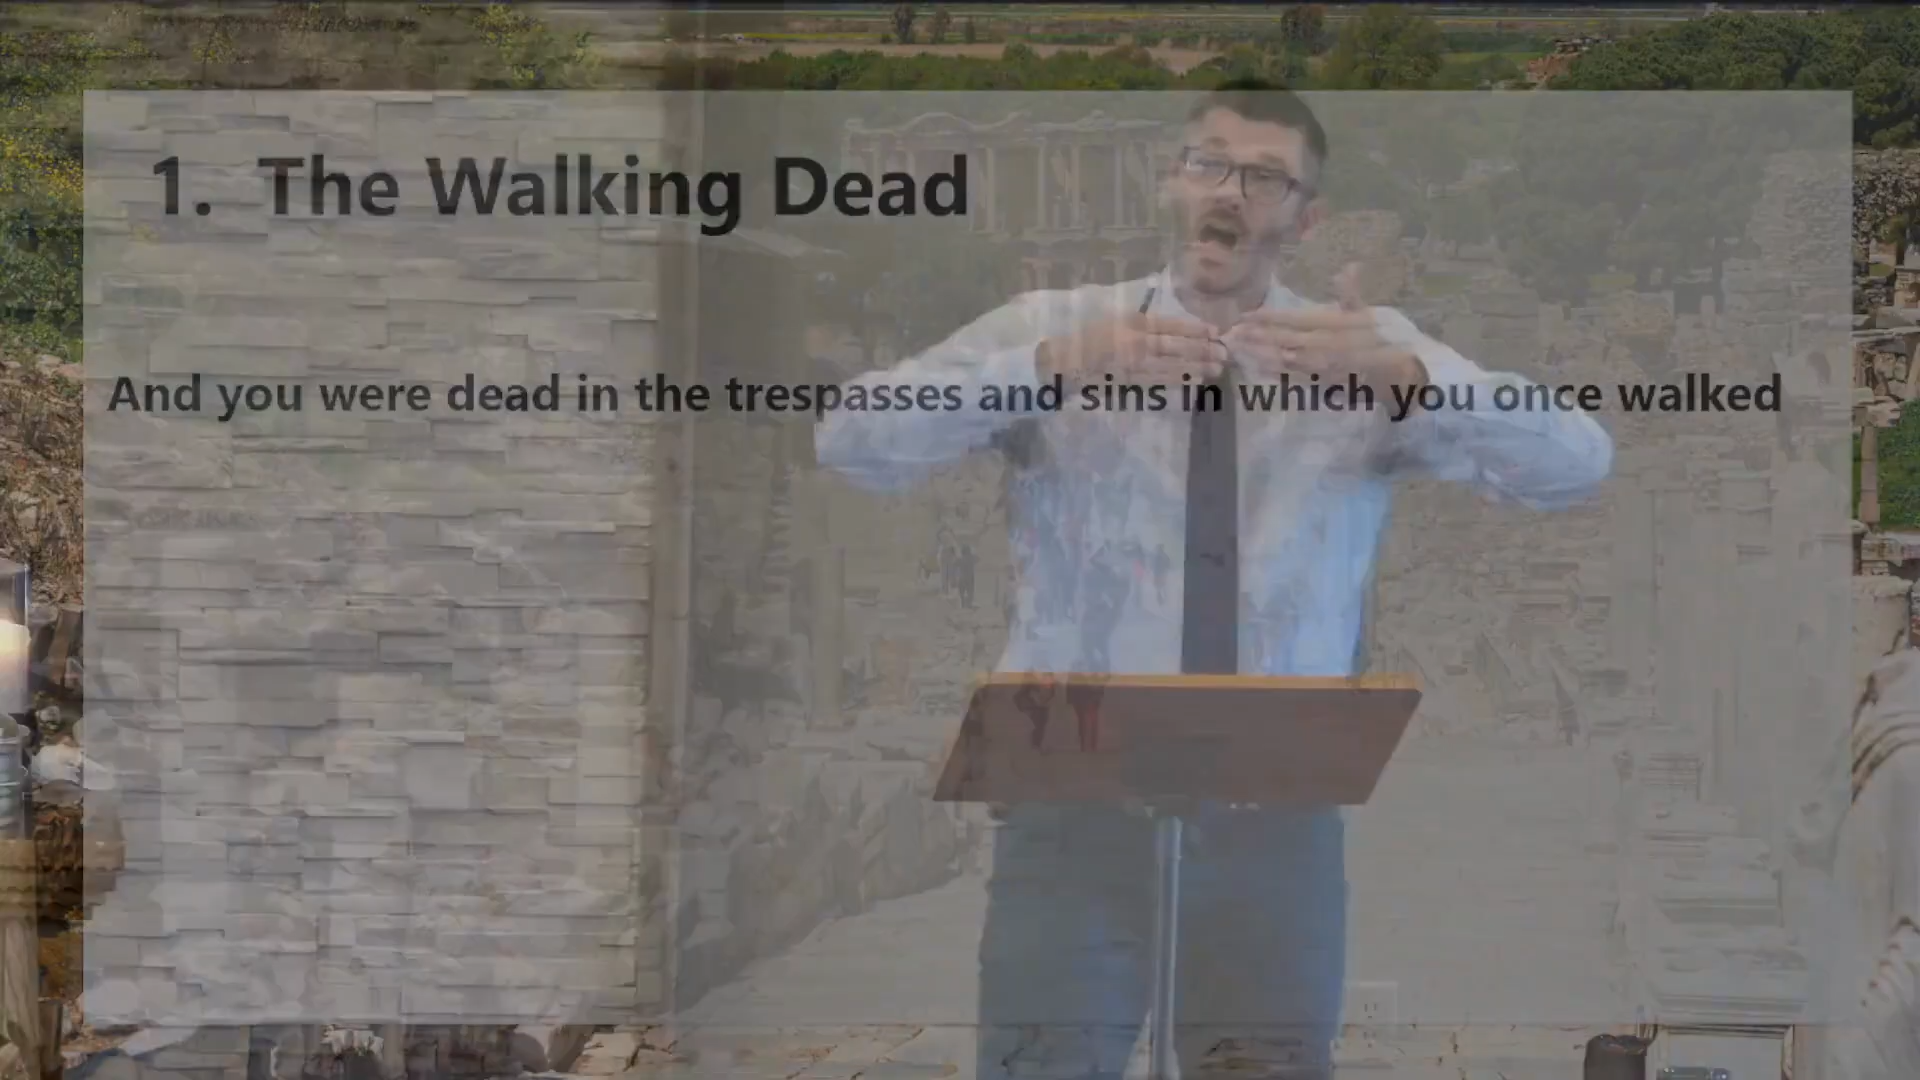 1. The Walking Dead
And you were dead in the trespasses and sins in which you once walked